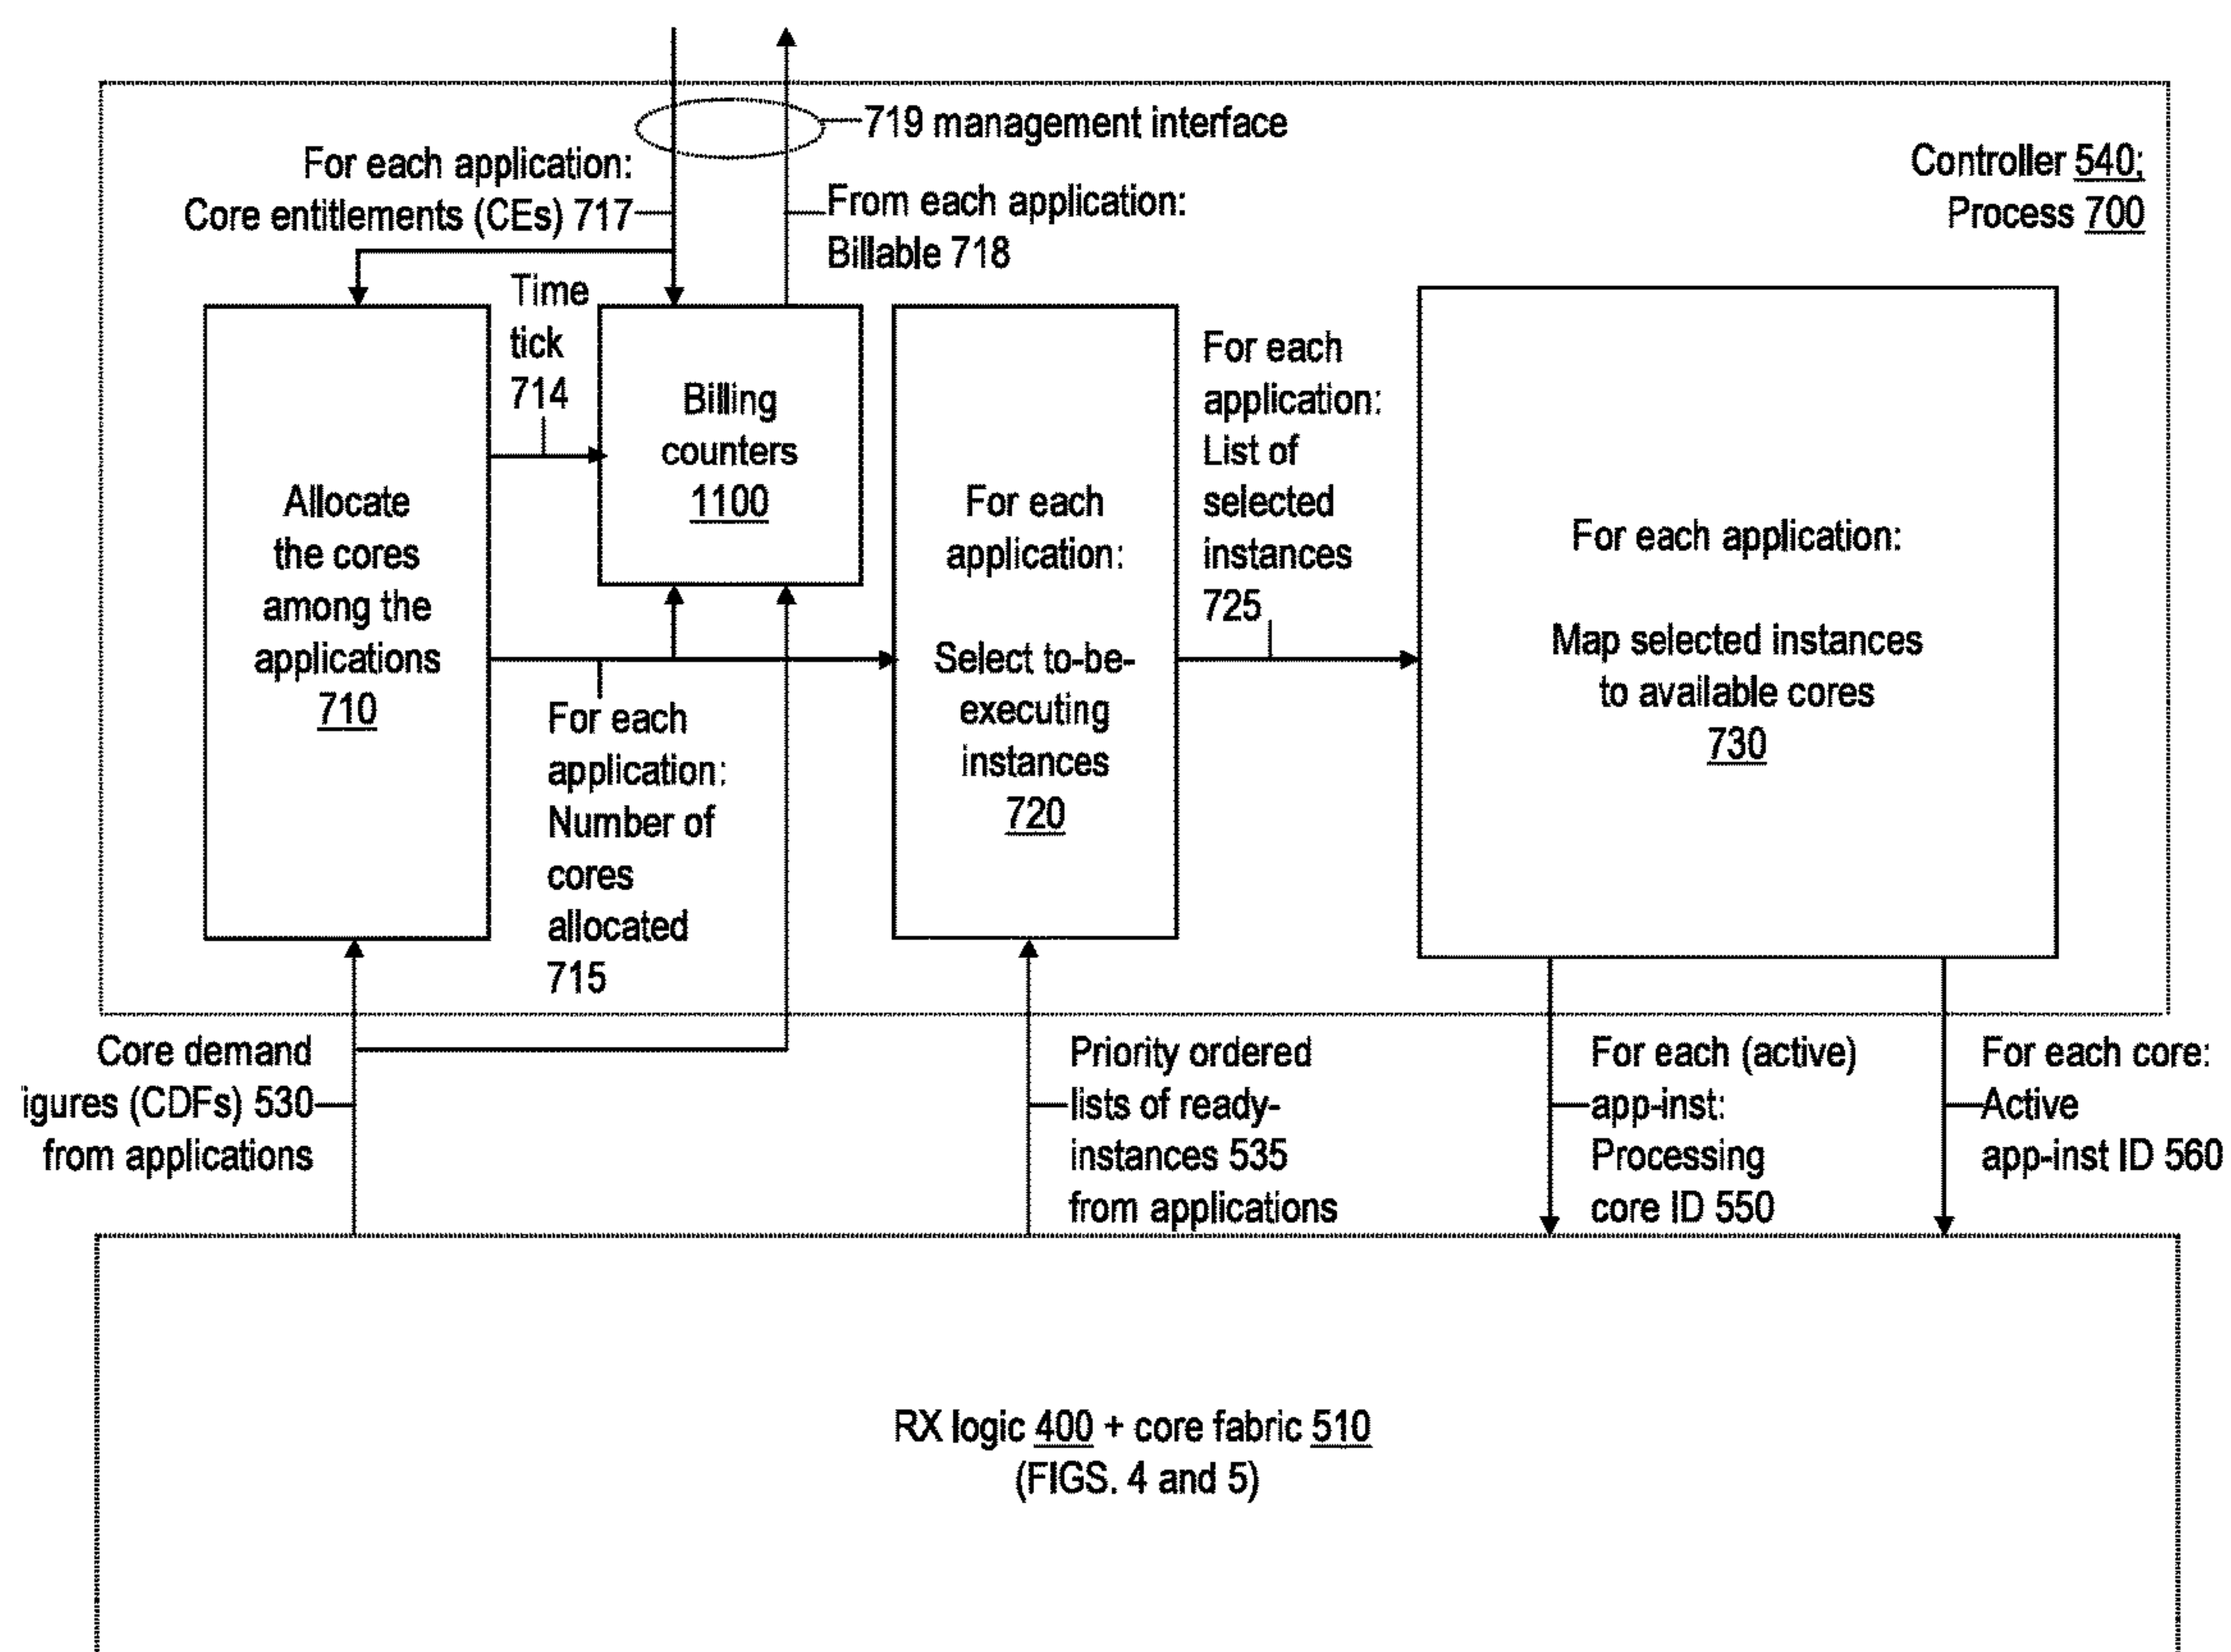 719 management interface
For each application:
Core entitlements (CEs) 717
From each application:
Billable 718
Controller 540;
Process 700
Time
tick
714
Allocate
the cores
among the
applications
710
Billing
counters
1100
For each
application:
Number of
cores
allocated
715
For each
application:
Select to-be-
executing
instances
720
For each
application:
List of
selected
instances
725
For each application:
Map selected instances
to available cores
730
Core demand
igures (CDFs) 530
from applications
Priority ordered
lists of ready-
instances 535
from applications
For each (active)
app-inst:
Processing
core ID 550
For each core:
Active
app-inst ID 560
RX logic 400 + core fabric 510
(FIGS. 4 and 5)